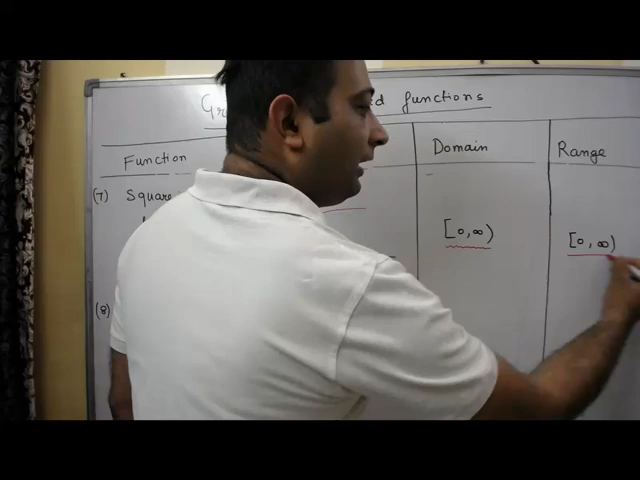 functions
Function Domain Range
(7) Square
[0,∞) [0,∞)
(8)